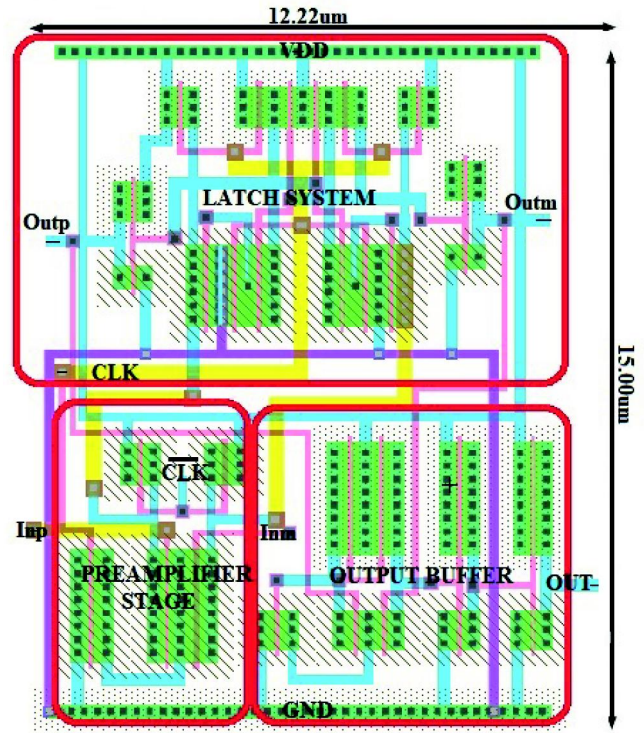 12.22um
VDD
LATCH SYSTEM
Outp
Outm
15.00um
CLK
CLK
Inp
Inm
PREAMPLIFIER
STAGE
OUTPUT BUFFER
OUT
GND